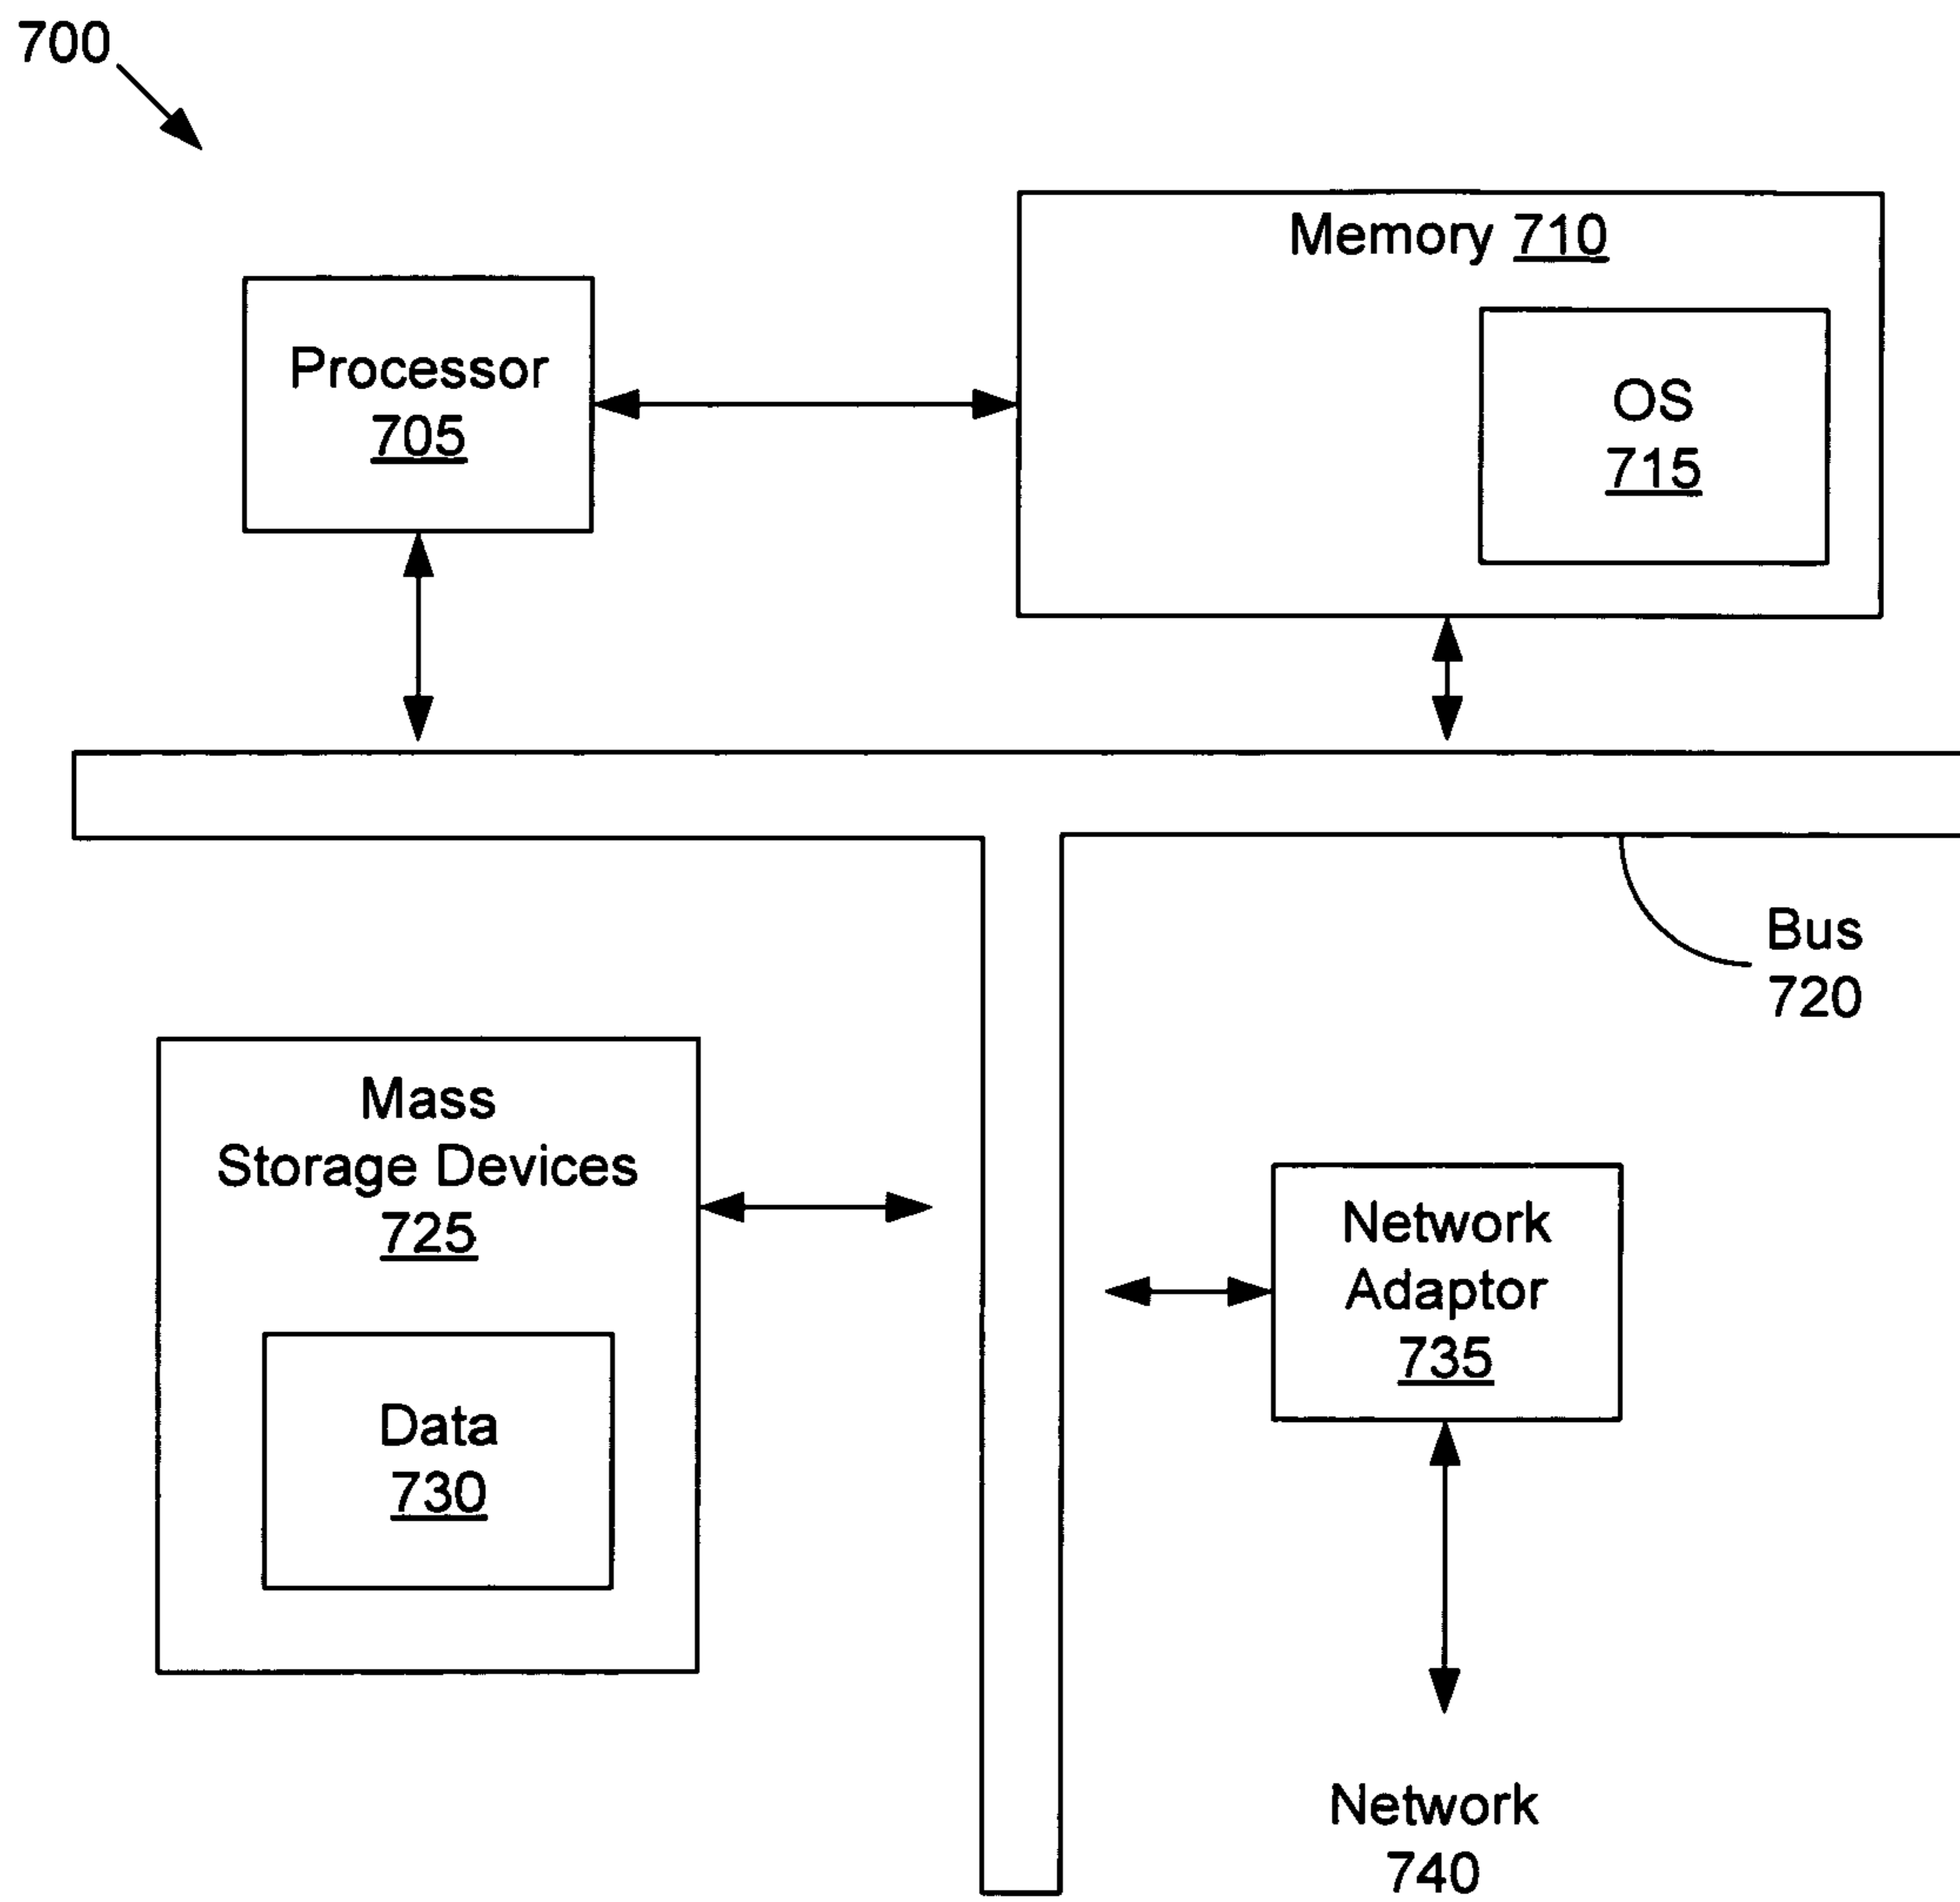 700
Memory 710
Processor
705
OS
715
Bus
720
Mass
Storage Devices
725
Data
730
Network
Adaptor
735
Network
740